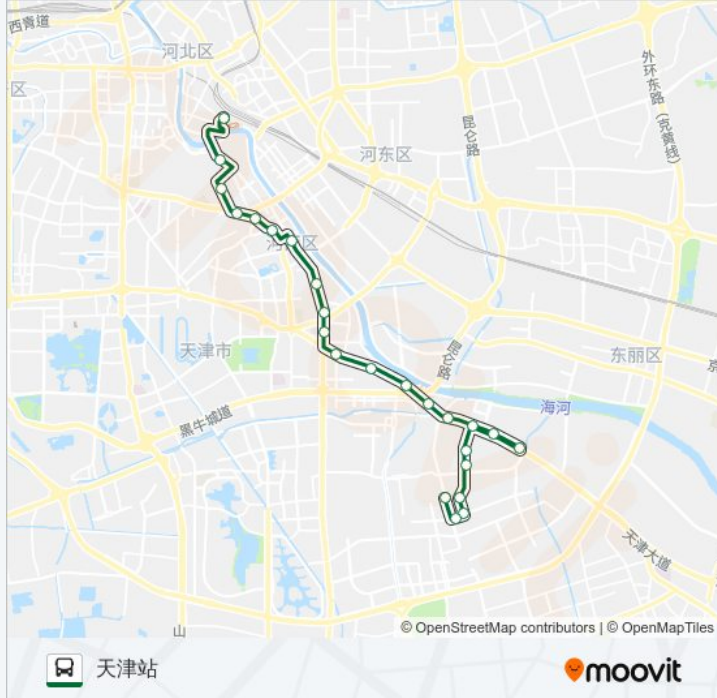 西青道
河北区
区
外环东路（克黄线）
昆仑路
河东区
河西区
天津市
昆仑路
东丽区
京
海河
黑牛城道
天津大道
山
© OpenStreetMap contributors | © OpenMapTiles
天津站
moovit